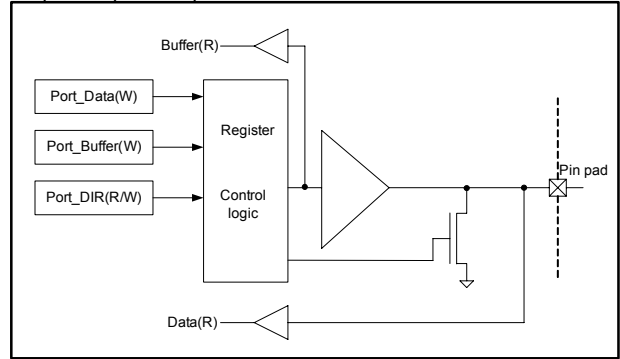 Buffer(R)
Port_Data(W)
Port_Buffer(W)
Port_DIR(R/W)
Register
Control
logic
Pin pad
Data(R)